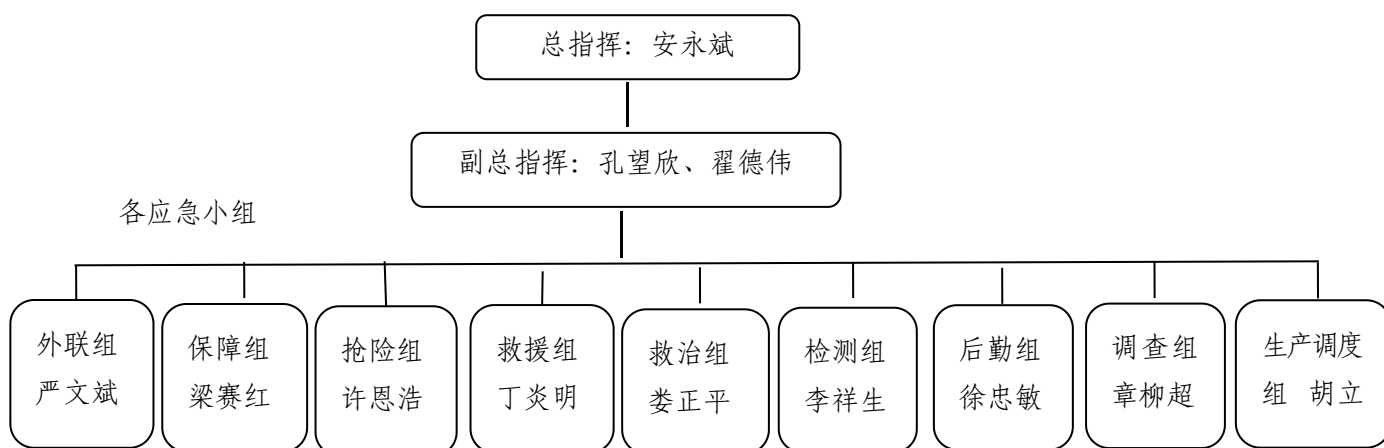 总指挥：安永斌
副总指挥：孔望欣、翟德伟
各应急小组
外联组
严文斌
保障组
梁赛红
抢险组
许恩浩
救援组
丁炎明
救治组
娄正平
检测组
李祥生
后勤组
徐忠敏
调查组
章柳超
生产调度
组 胡立